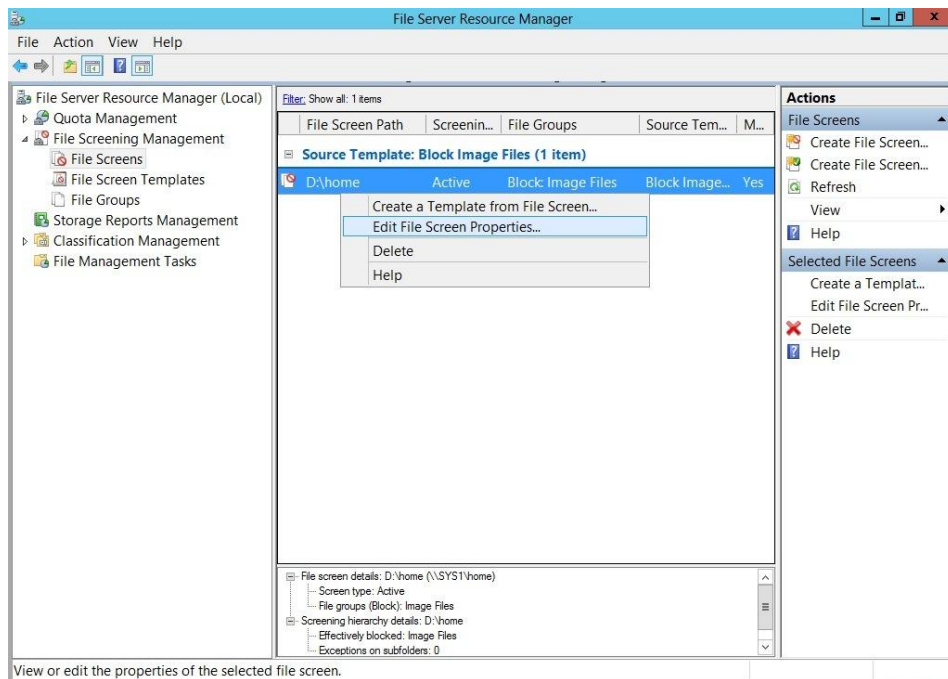 File Server Resource Manager
File Action View Help
File Server Resource Manager (Local)
Quota Management
File Screening Management
File Screens
File Screen Templates
File Groups
Storage Reports Management
Classification Management
File Management Tasks
Filter: Show all: 1 items
File Screen Path Screenin... File Groups Source Tem... M...
Source Template: Block Image Files (1 item)
D:\home Active Block: Image Files Block Image... Yes
Create a Template from File Screen...
Edit File Screen Properties...
Delete
Help
File screen details: D:\home (\\SYS1\home)
Screen type: Active
File groups (Block): Image Files
Screening hierarchy details: D:\home
Effectively blocked: Image Files
Exceptions on subfolders: 0
Actions
File Screens
Create File Screen...
Create File Screen...
Refresh
View
Help
Selected File Screens
Create a Templat...
Edit File Screen Pr...
Delete
Help
View or edit the properties of the selected file screen.